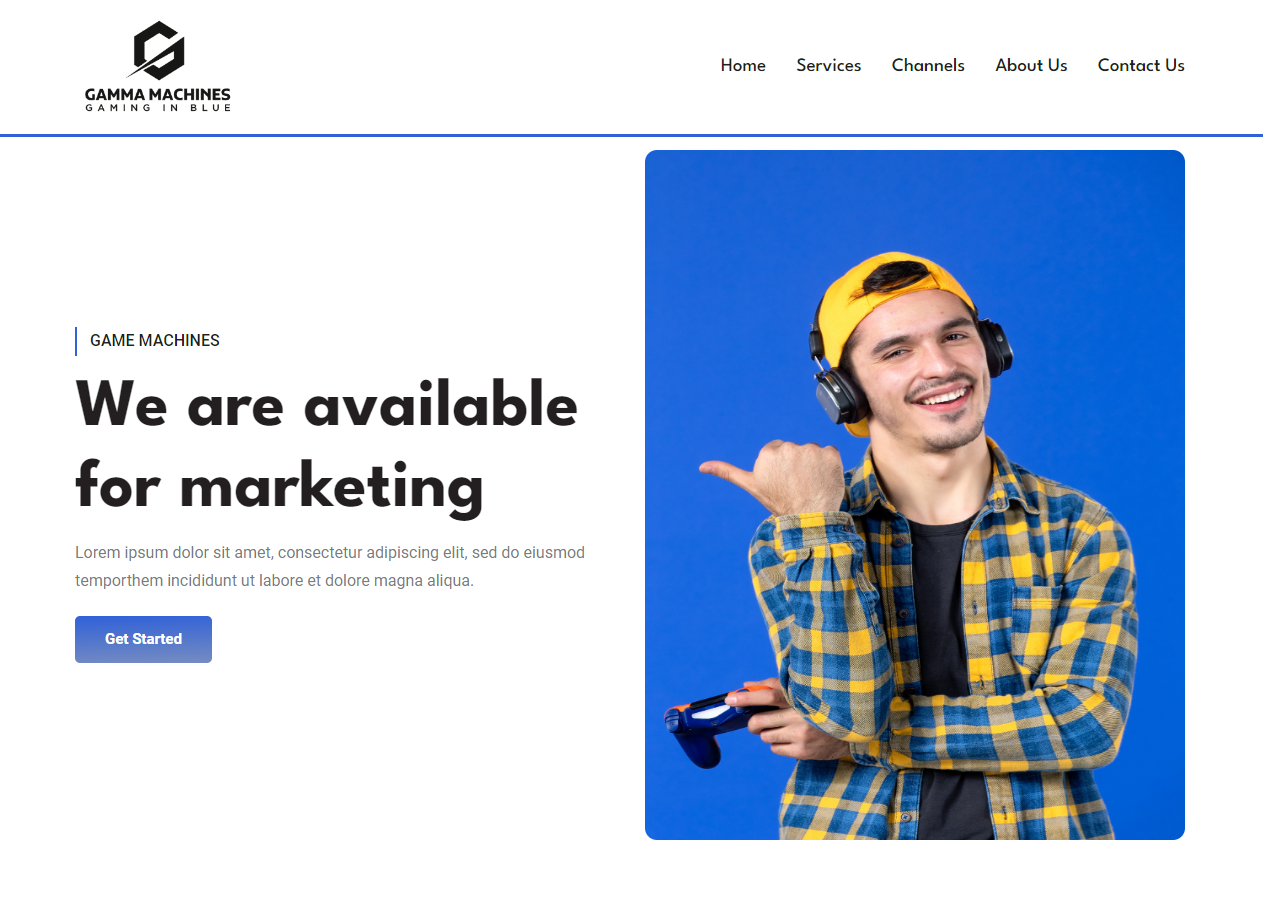 GAMMA MACHINES
GAMING IN BLUE
Home Services Channels About Us Contact Us
GAME MACHINES
We are available
for marketing
Lorem ipsum dolor sit amet, consectetur adipiscing elit, sed do eiusmod
temporthem incididunt ut labore et dolore magna aliqua.
Get Started